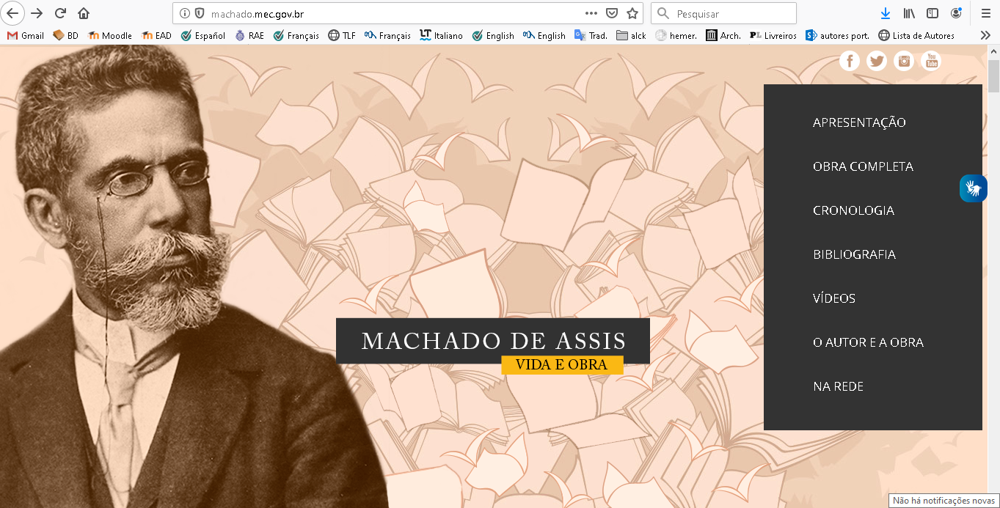 machado.mec.gov.br
Pesquisar
Gmail BD Moodle EAD Español RAE Français TLF Français Italiano English English Trad. alck hemer. Arch. Livreiros autores port. Lista de Autores
You
Tube
APRESENTAÇÃO
OBRA COMPLETA
CRONOLOGIA
BIBLIOGRAFIA
VÍDEOS
O AUTOR E A OBRA
NA REDE
MACHADO DE ASSIS
VIDA E OBRA
Não há notificações novas